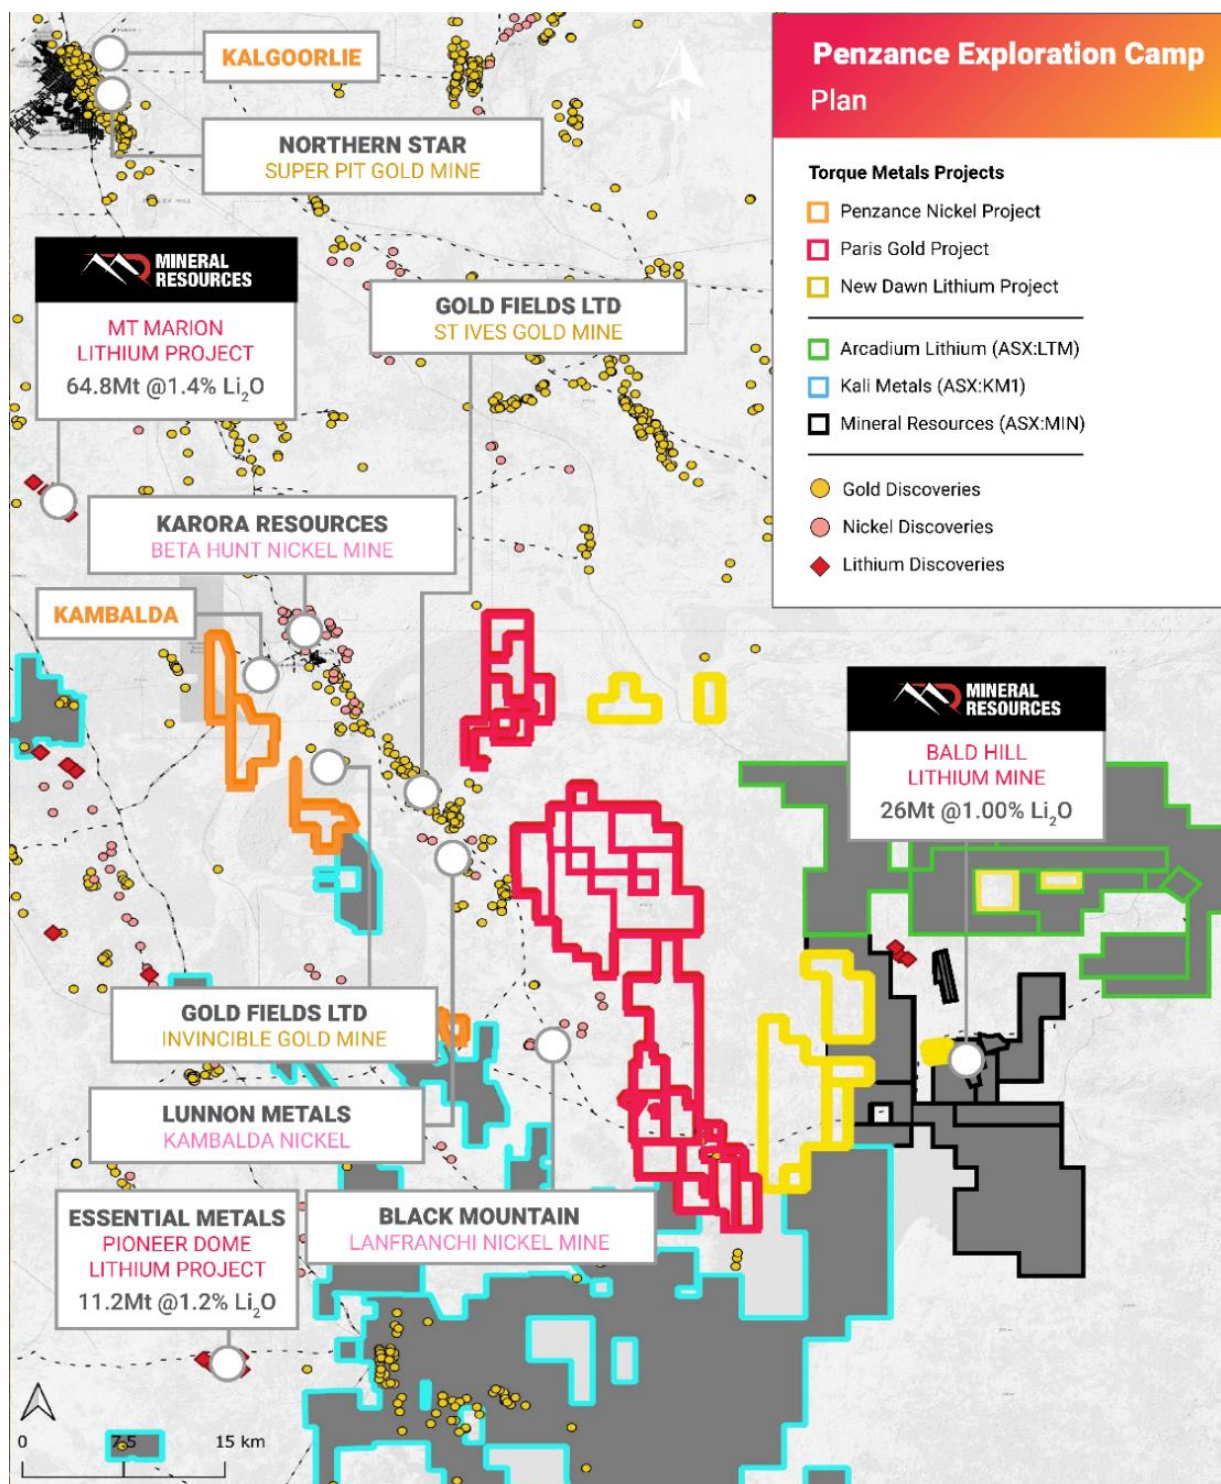 Penzance Exploration Camp
Plan
Torque Metals Projects
Penzance Nickel Project
Paris Gold Project
New Dawn Lithium Project
Arcadium Lithium (ASX:LTM)
Kali Metals (ASX:KM1)
Mineral Resources (ASX:MIN)
Gold Discoveries
Nickel Discoveries
Lithium Discoveries
KALGOORLIE
NORTHERN STAR
SUPER PIT GOLD MINE
N
MINERAL
RESOURCES
MT MARION
LITHIUM PROJECT
64.8Mt @1.4% Li₂O
GOLD FIELDS LTD
ST IVES GOLD MINE
KARORA RESOURCES
BETA HUNT NICKEL MINE
KAMBALDA
MINERAL
RESOURCES
BALD HILL
LITHIUM MINE
26Mt @1.00% Li₂O
GOLD FIELDS LTD
INVINCIBLE GOLD MINE
LUNNON METALS
KAMBALDA NICKEL
ESSENTIAL METALS
PIONEER DOME
LITHIUM PROJECT
11.2Mt @1.2% Li₂O
BLACK MOUNTAIN
LANFRANCHI NICKEL MINE
0 7.5 15 km